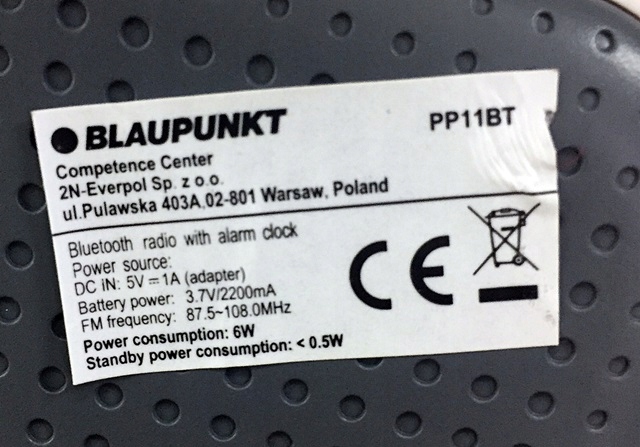 BLAUPUNKT
PP11BT
Competence Center
2N-Everpol Sp. z o.o.
ul.Pulawska 403A,02-801 Warsaw, Poland
Bluetooth radio with alarm clock
Power source:
DC iN: 5V⎓1A (adapter)
Battery power: 3.7V/2200mA
FM frequency: 87.5~108.0MHz
Power consumption: 6W
Standby power consumption: < 0.5W
CE